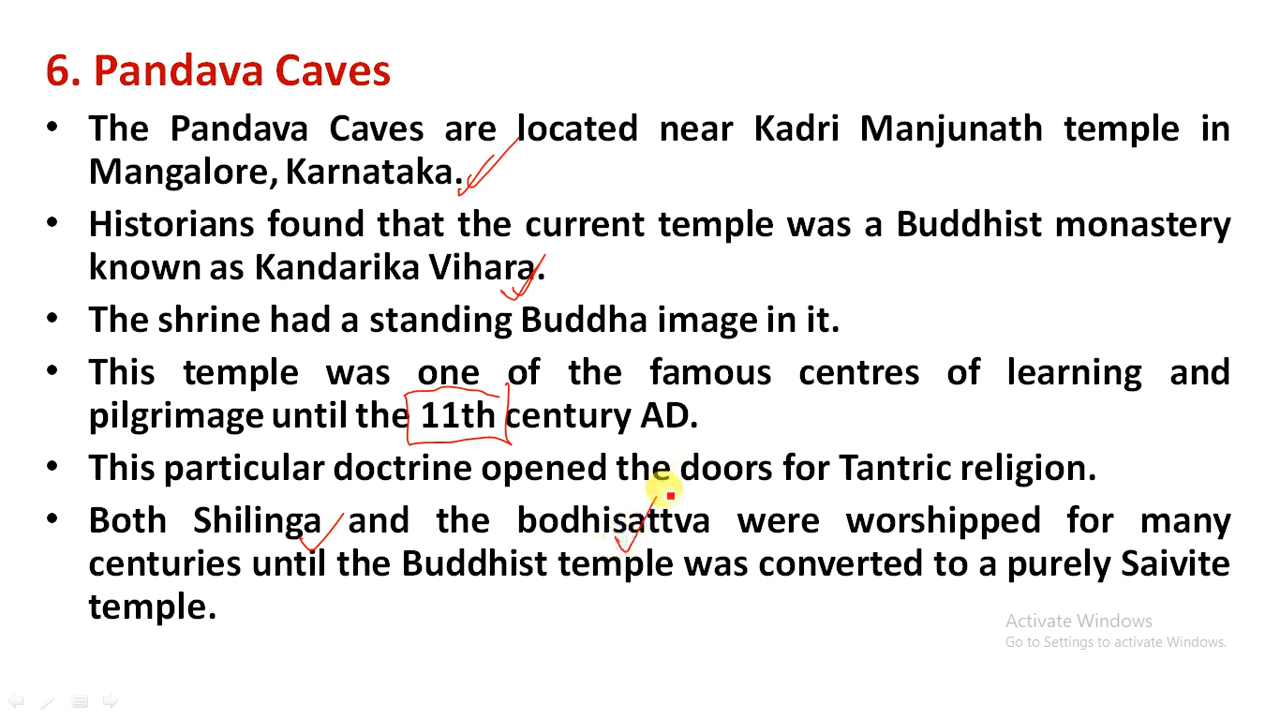 6. Pandava Caves
• The Pandava Caves are located near Kadri Manjunath temple in
Mangalore, Karnataka.
• Historians found that the current temple was a Buddhist monastery
known as Kandarika Vihara.
• The shrine had a standing Buddha image in it.
• This temple was one of the famous centres of learning and
pilgrimage until the 11th century AD.
• This particular doctrine opened the doors for Tantric religion.
• Both Shilinga and the bodhisattva were worshipped for many
centuries until the Buddhist temple was converted to a purely Saivite
temple.
Activate Windows
Go to Settings to activate Windows.